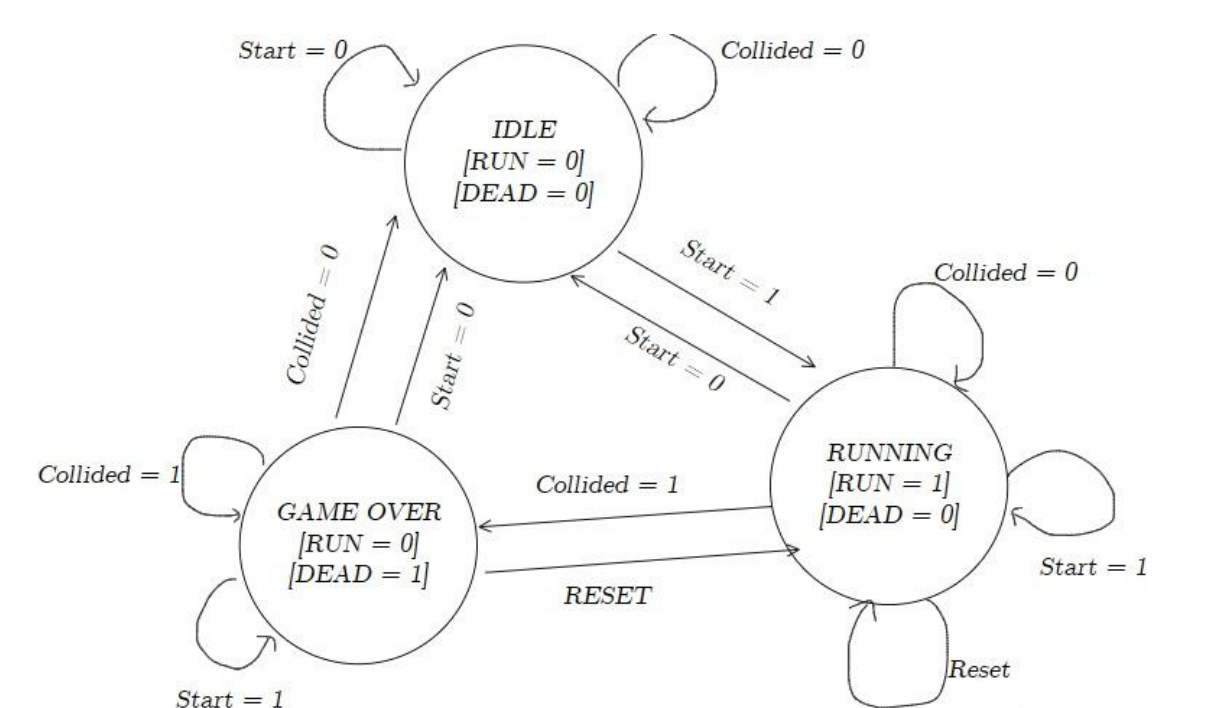 Start = 0
Collided = 0
IDLE
[RUN = 0]
[DEAD = 0]
Collided = 0
Start = 0
Start = 1
Start = 0
Collided = 0
RUNNING
[RUN = 1]
[DEAD = 0]
Start = 1
Reset
Collided = 1
RESET
Collided = 1
GAME OVER
[RUN = 0]
[DEAD = 1]
Start = 1